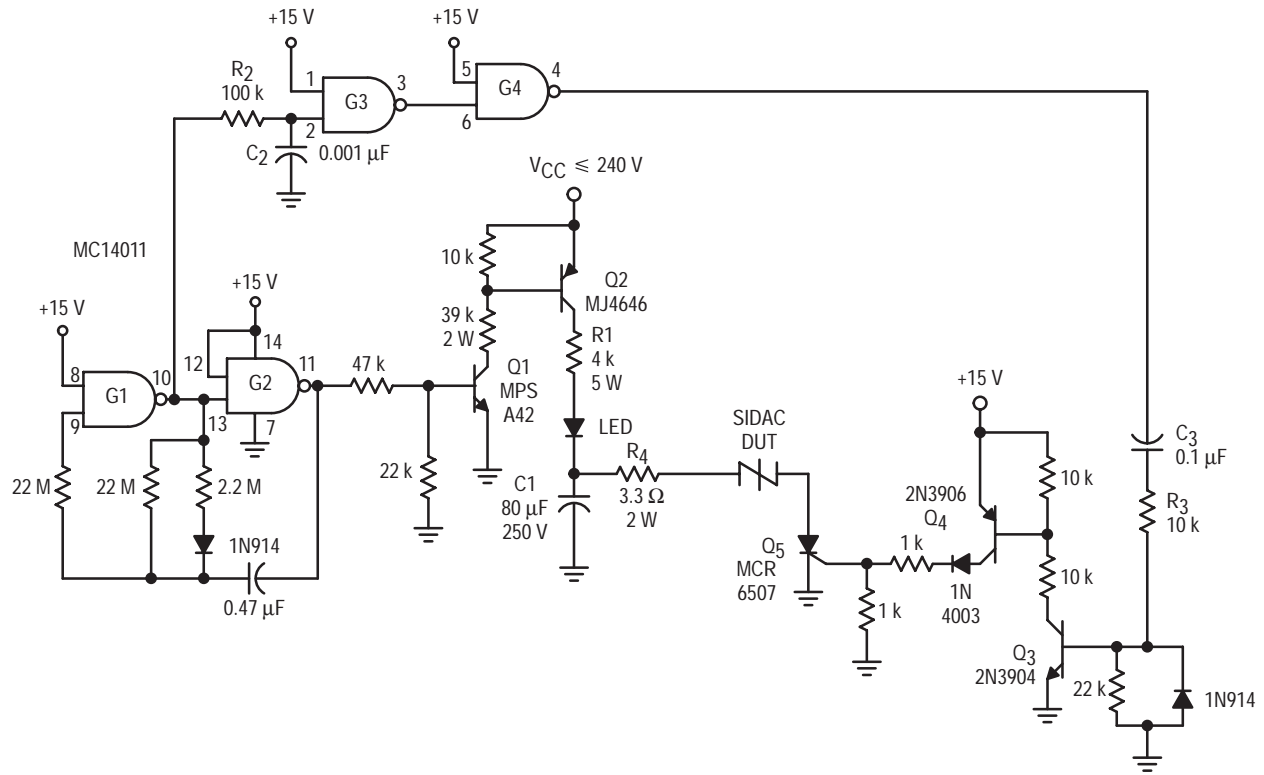 +15 V
+15 V
R2
100 k
1
G3
3
2
5
G4
4
6
C2
0.001 µF
VCC ≤ 240 V
MC14011
10 k
Q2
MJ4646
+15 V
+15 V
39 k
2 W
R1
4 k
5 W
12
14
8
G1
10
9
G2
11
47 k
Q1
MPS
A42
13
7
LED
SIDAC
DUT
+15 V
C3
0.1 µF
22 M
22 M
2.2 M
22 k
C1
80 µF
250 V
R4
3.3 Ω
2 W
2N3906
Q4
10 k
R3
10 k
1N914
0.47 µF
Q5
MCR
6507
1 k
1N
4003
10 k
1 k
Q3
2N3904
22 k
1N914